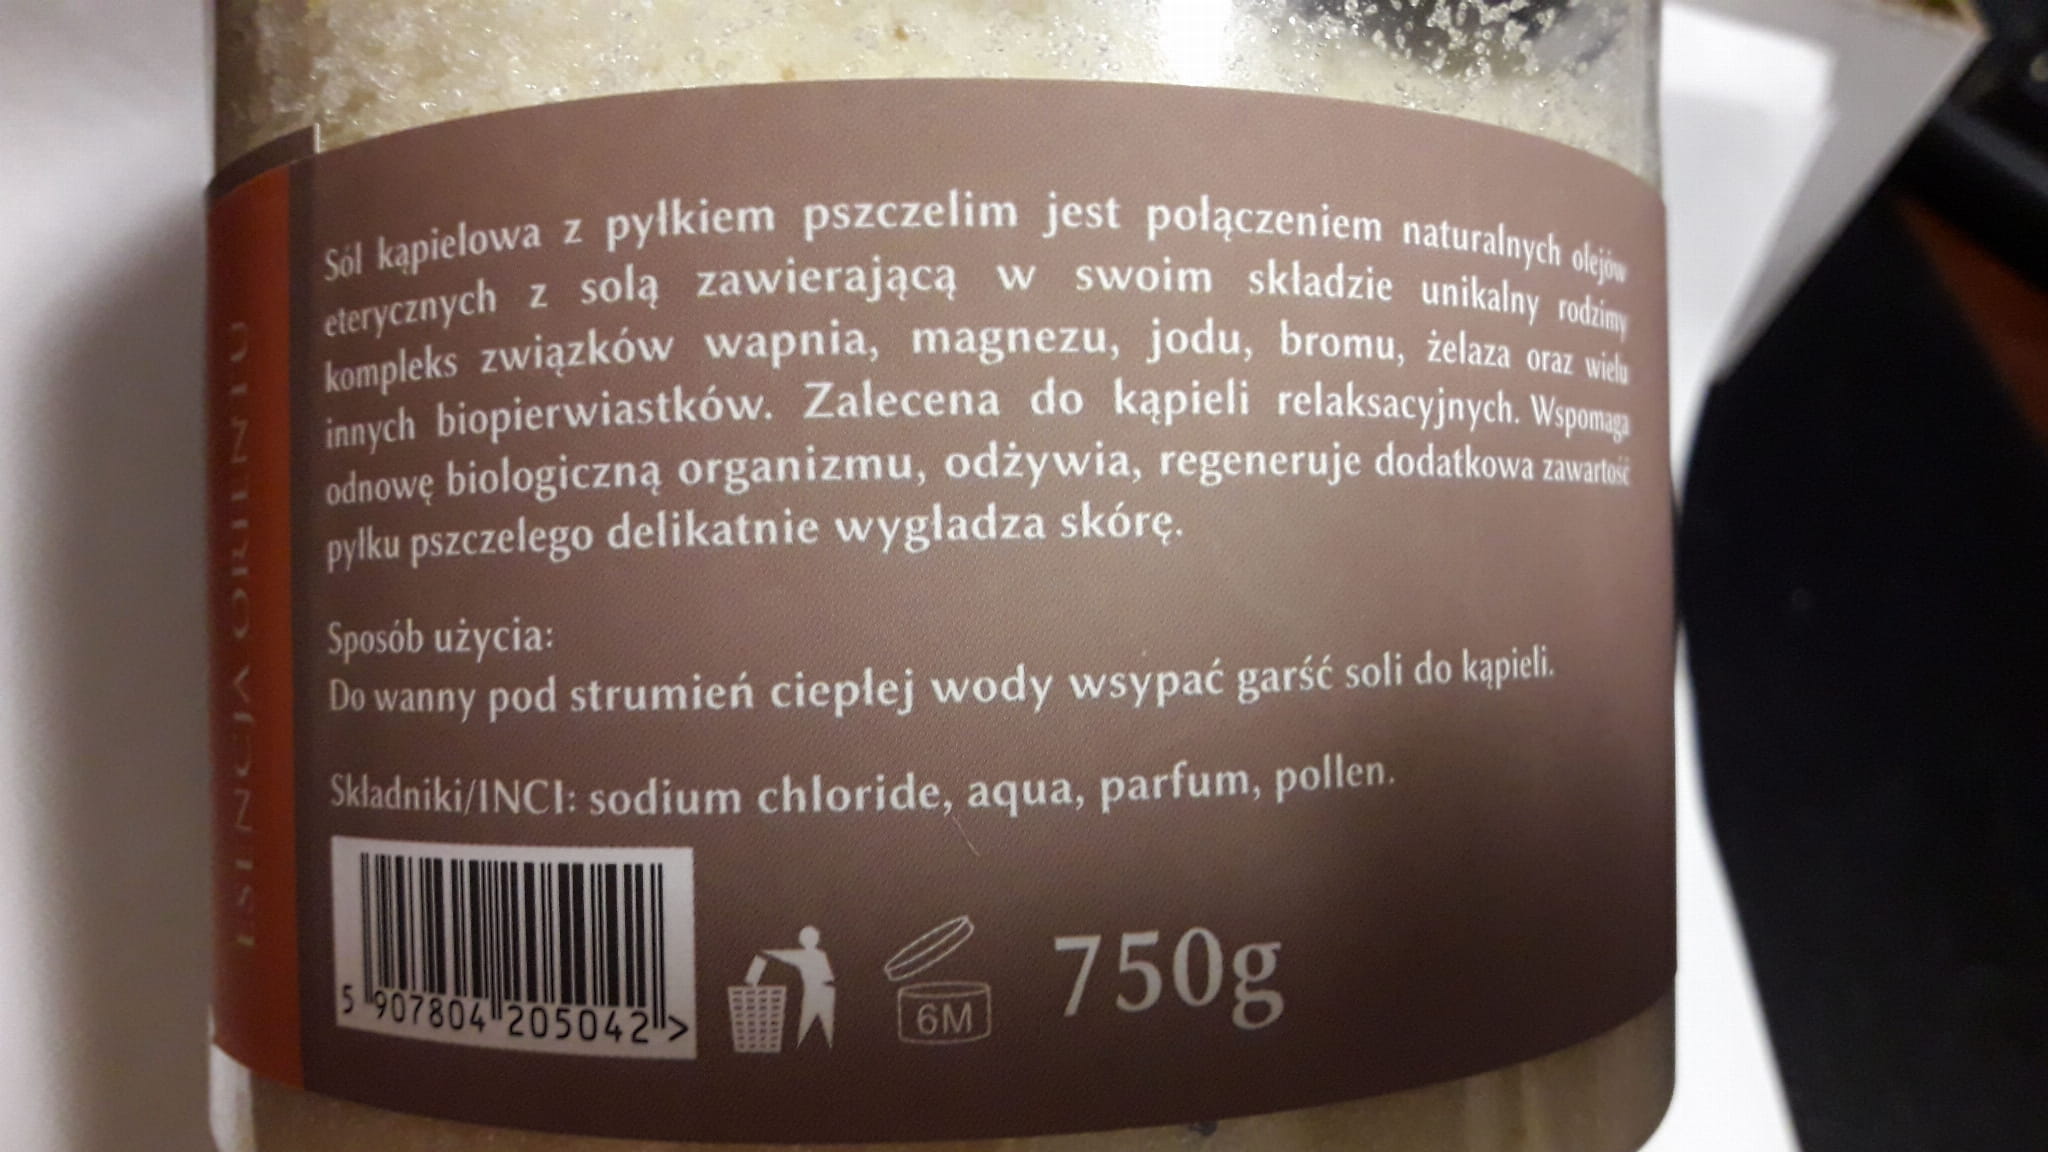 Sól kąpielowa z pyłkiem pszczelim jest połączeniem naturalnych olejów
eterycznych z solą zawierającą w swoim składzie unikalny rodzimy
kompleks związków wapnia, magnezu, jodu, bromu, żelaza oraz wielu
innych biopierwiastków. Zalecena do kąpieli relaksacyjnych. Wspomaga
odnowę biologiczną organizmu, odżywia, regeneruje dodatkowa zawartość
pyłku pszczelego delikatnie wygładza skórę.
Sposób użycia:
Do wanny pod strumień ciepłej wody wsypać garść soli do kąpieli.
Składniki/INCI: sodium chloride, aqua, parfum, pollen.
5 907804 205042 >
6M
750g
ESENCJA ORIENTU